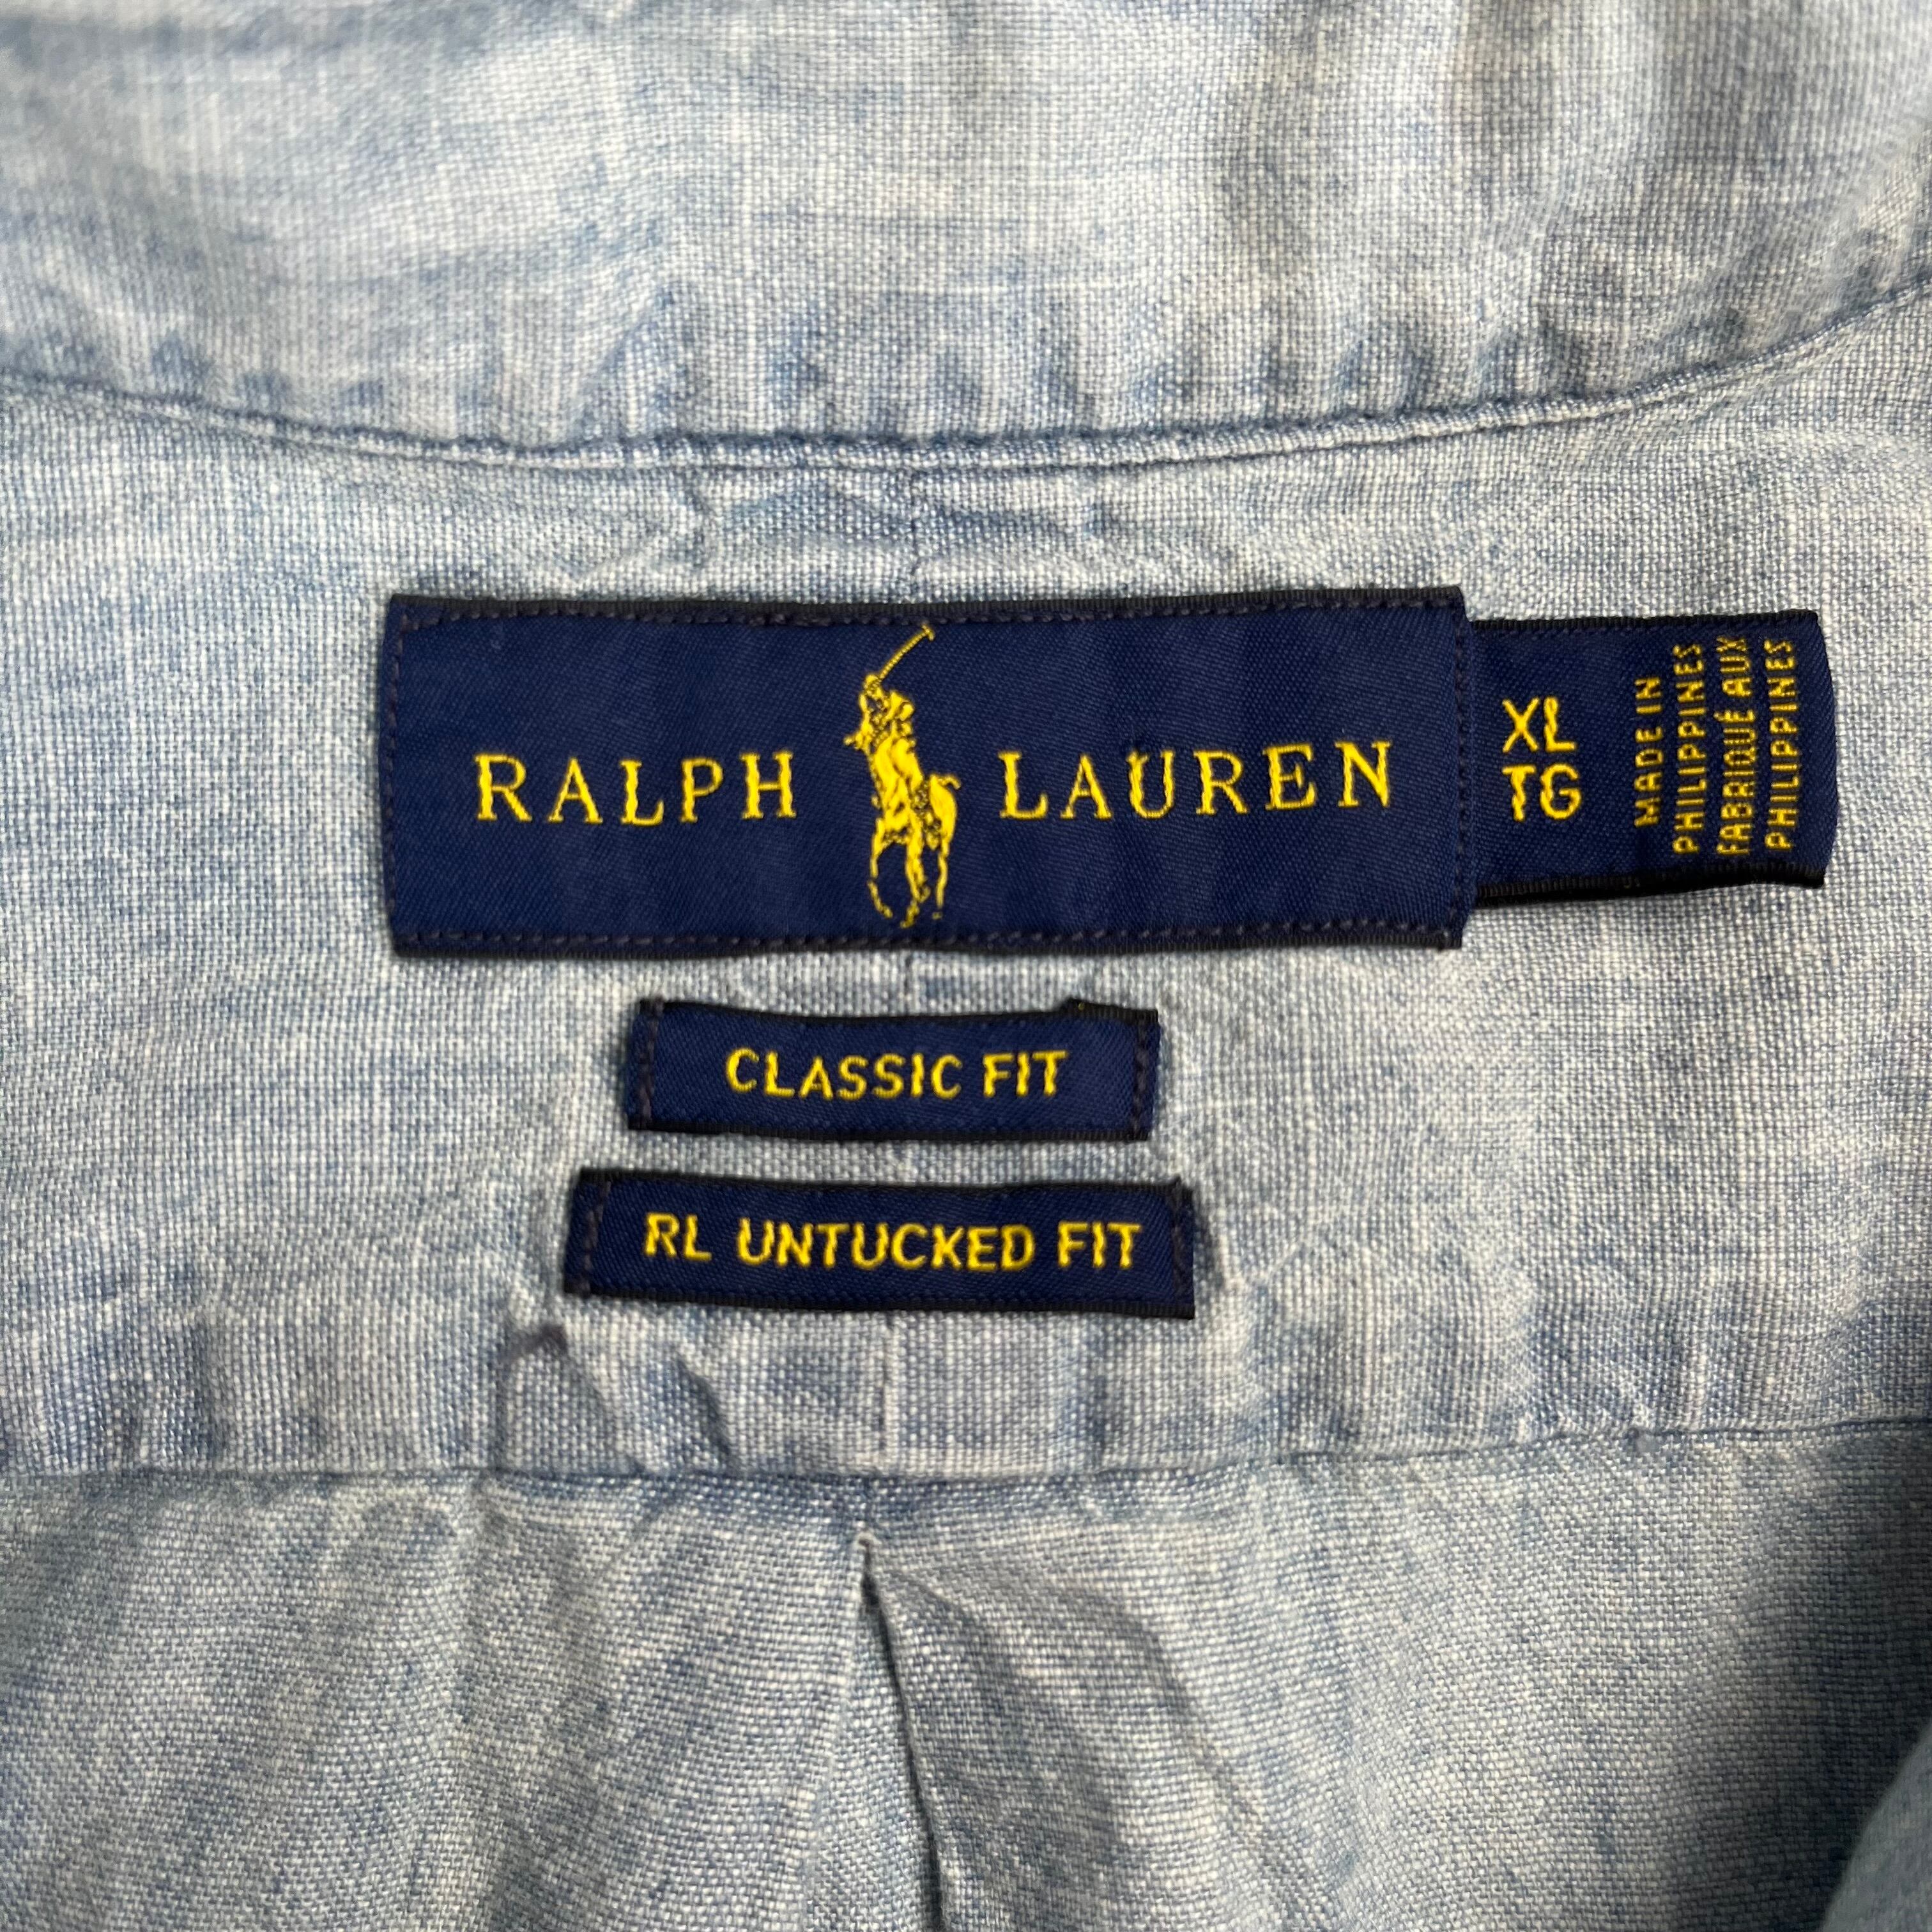 RALPH LAUREN
XL
TG
MADE IN
PHILIPPINES
FABRIQUÉ AUX
PHILIPPINES
CLASSIC FIT
RL UNTUCKED FIT